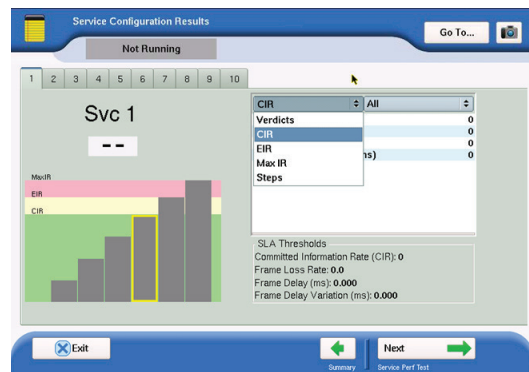 Service Configuration Results
Go To...
Not Running
1 2 3 4 5 6 7 8 9 10
Svc 1
--
MaxIR
EIR
CIR
CIR All
Verdicts 0
CIR 0
EIR 0
Max IR ns) 0
Steps
SLA Thresholds
Committed Information Rate (CIR): 0
Frame Loss Rate: 0.0
Frame Delay (ms): 0.000
Frame Delay Variation (ms): 0.000
Exit
Summary
Next
Service Perf Test